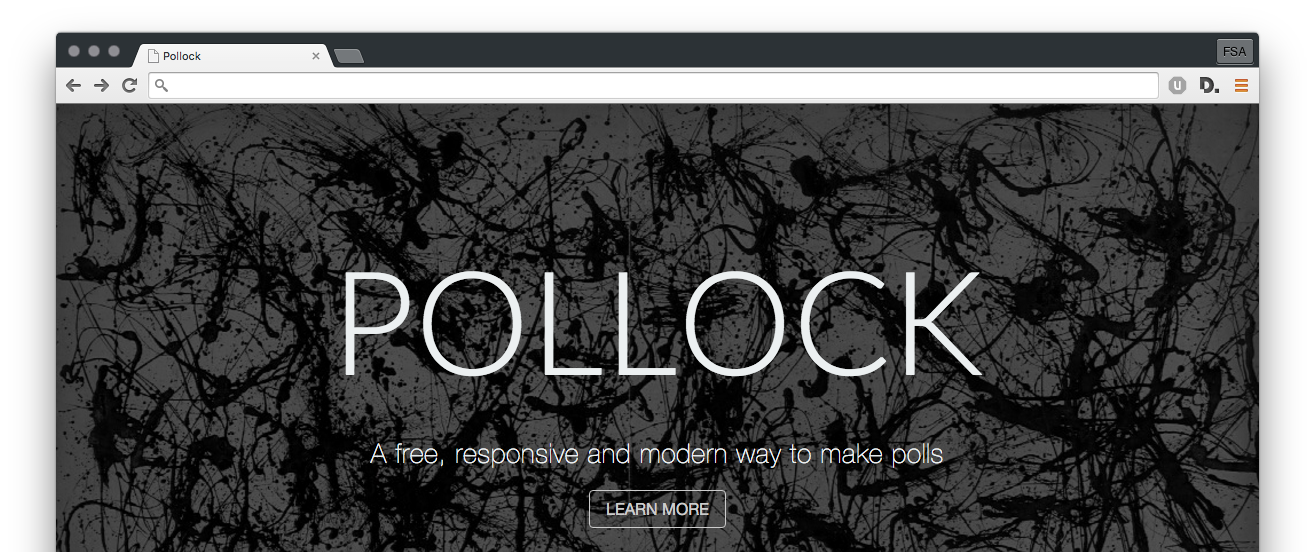 Pollock
FSA
U
D.
POLLOCK
A free, responsive and modern way to make polls
LEARN MORE